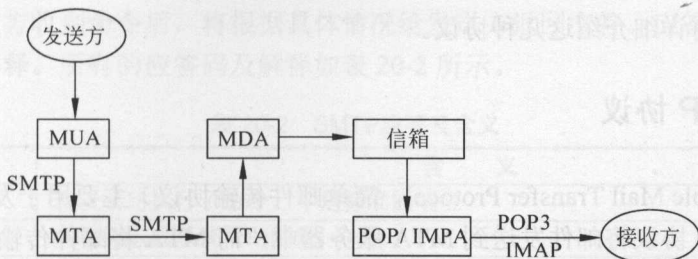 发送方
MUA
SMTP
MTA
SMTP
MTA
MDA
信箱
POP/ IMPA
POP3
IMAP
接收方